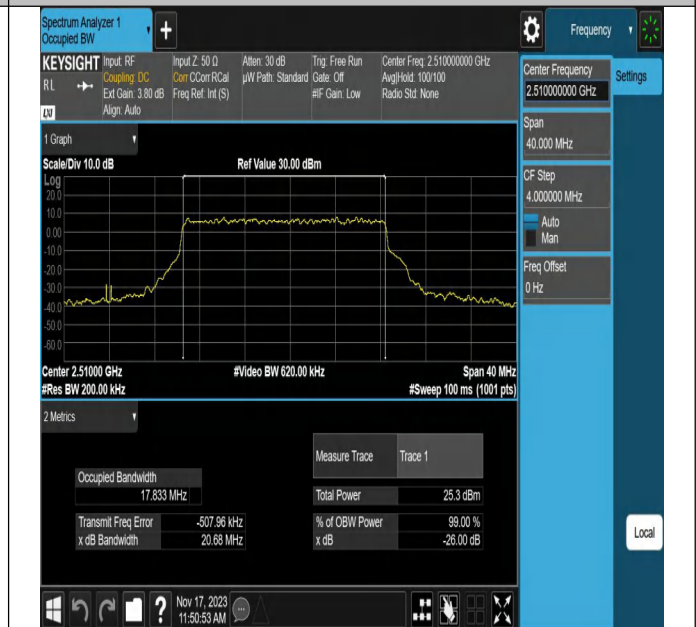 Spectrum Analyzer 1
Occupied BW
Frequency
KEYSIGHT
R L
LXI
Input: RF
Coupling: DC
Ext Gain: 3.80 dB
Align: Auto
Input Z: 50 Ω
Corr CCorr RCal
Freq Ref: Int (S)
Atten: 30 dB
µW Path: Standard
Trig: Free Run
Gate: Off
#IF Gain: Low
Center Freq: 2.510000000 GHz
Avg|Hold: 100/100
Radio Std: None
Center Frequency
2.510000000 GHz
Settings
Span
40.000 MHz
CF Step
4.000000 MHz
Auto
Man
Freq Offset
0 Hz
1 Graph
Scale/Div 10.0 dB
Ref Value 30.00 dBm
Log
20.0
10.0
0.00
-10.0
-20.0
-30.0
-40.0
-50.0
-60.0
Center 2.51000 GHz
#Video BW 620.00 kHz
Span 40 MHz
#Res BW 200.00 kHz
#Sweep 100 ms (1001 pts)
2 Metrics
Measure Trace
Trace 1
Occupied Bandwidth
17.833 MHz
Total Power
25.3 dBm
Transmit Freq Error
-507.96 kHz
% of OBW Power
99.00 %
x dB Bandwidth
20.68 MHz
x dB
-26.00 dB
Local
?
Nov 17, 2023
11:50:53 AM